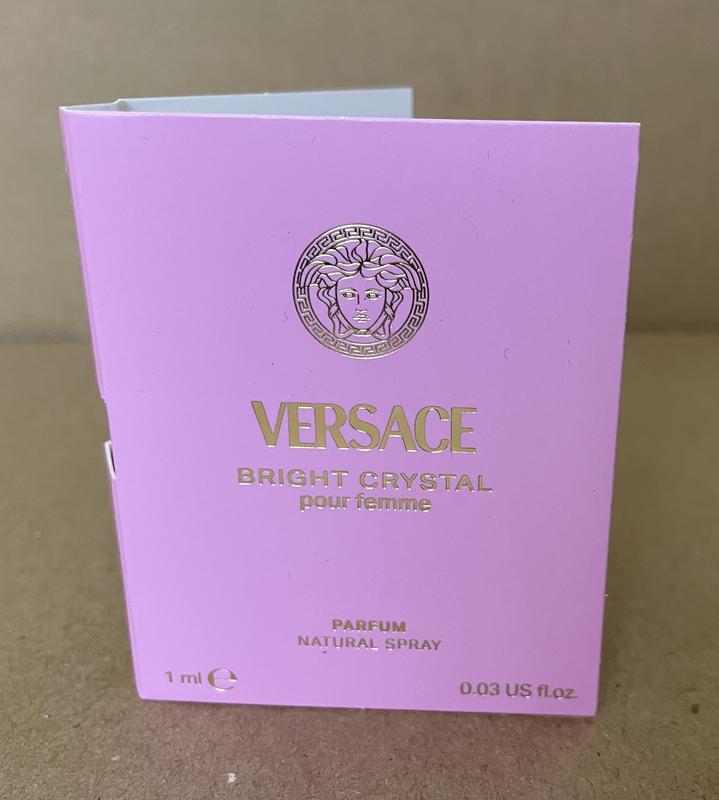 VERSACE
BRIGHT CRYSTAL
pour femme
PARFUM
NATURAL SPRAY
1 ml ℮
0.03 US fl.oz.